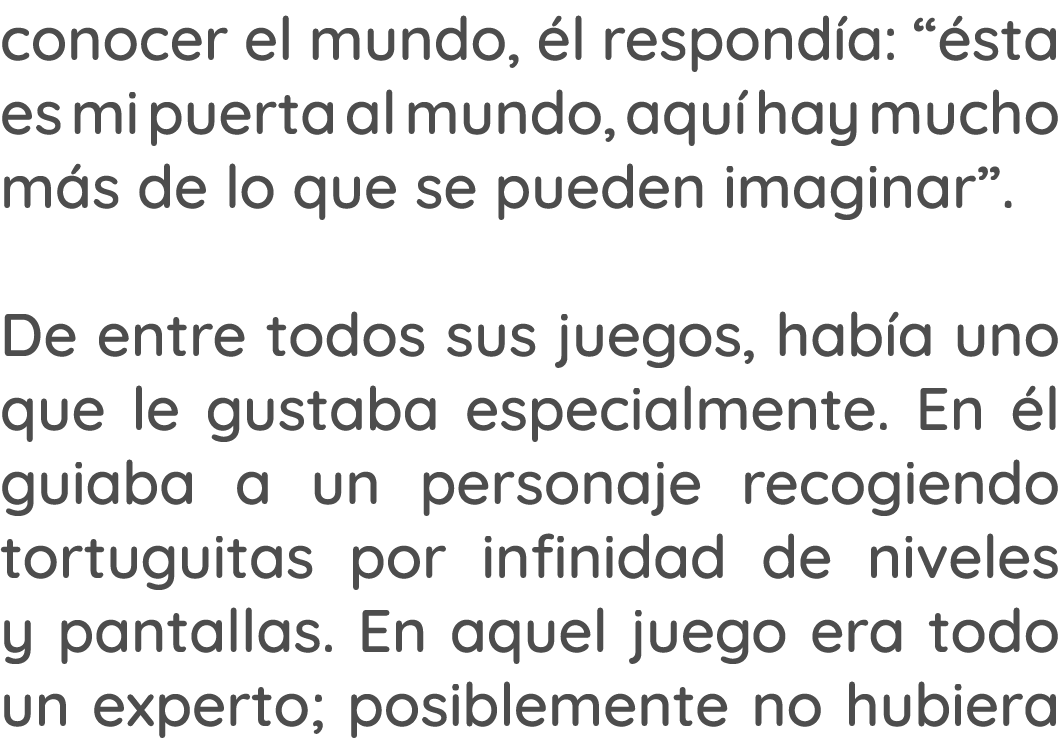 conocer el mundo, él respondía: “ésta
es mi puerta al mundo, aquí hay mucho
más de lo que se pueden imaginar”.
De entre todos sus juegos, había uno
que le gustaba especialmente. En él
guiaba a un personaje recogiendo
tortuguitas por infinidad de niveles
y pantallas. En aquel juego era todo
un experto; posiblemente no hubiera